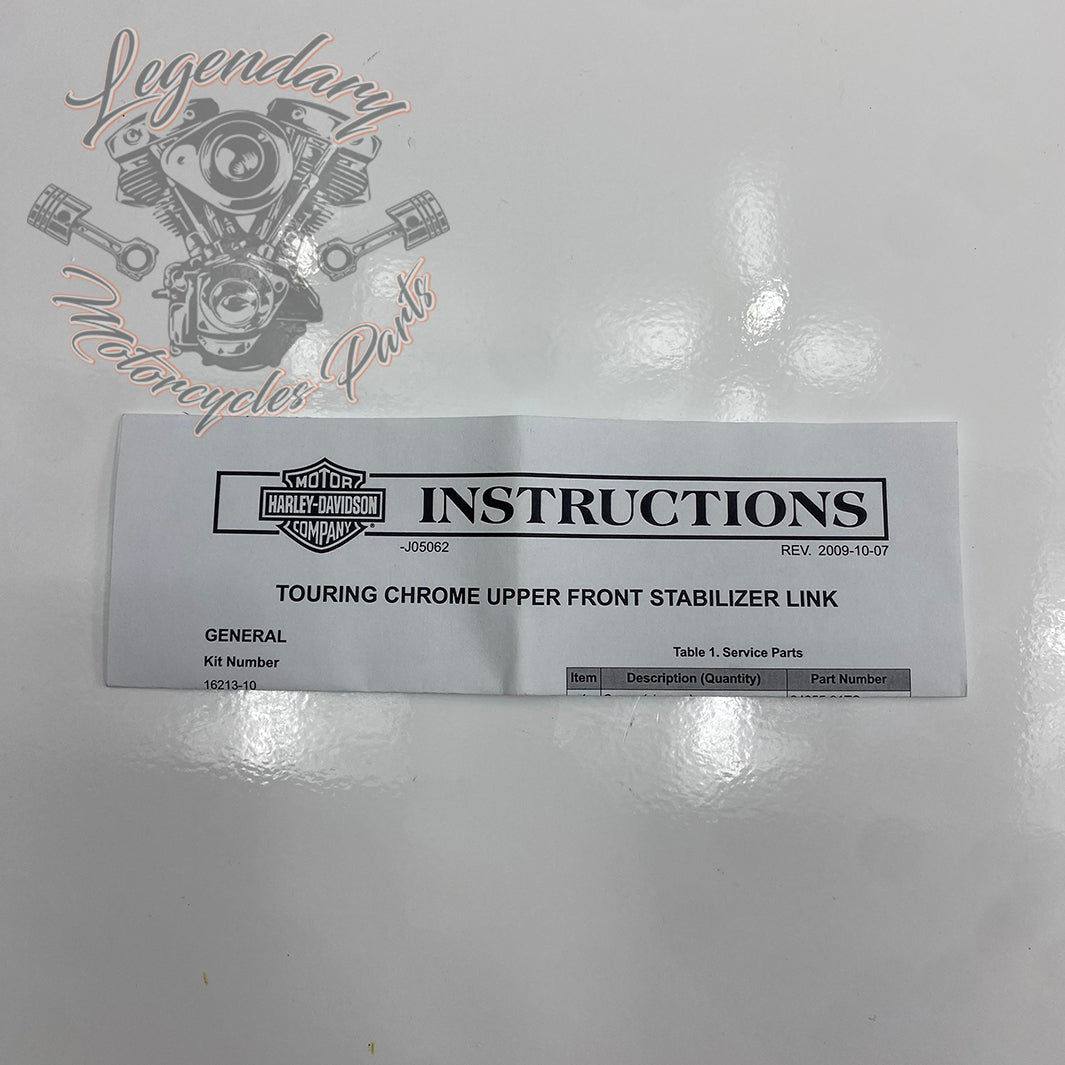 Legendary
Motorcycles Parts
MOTOR
HARLEY-DAVIDSON
COMPANY
®
INSTRUCTIONS
-J05062
REV. 2009-10-07
TOURING CHROME UPPER FRONT STABILIZER LINK
GENERAL
Kit Number
16213-10
Table 1. Service Parts
Item Description (Quantity) Part Number